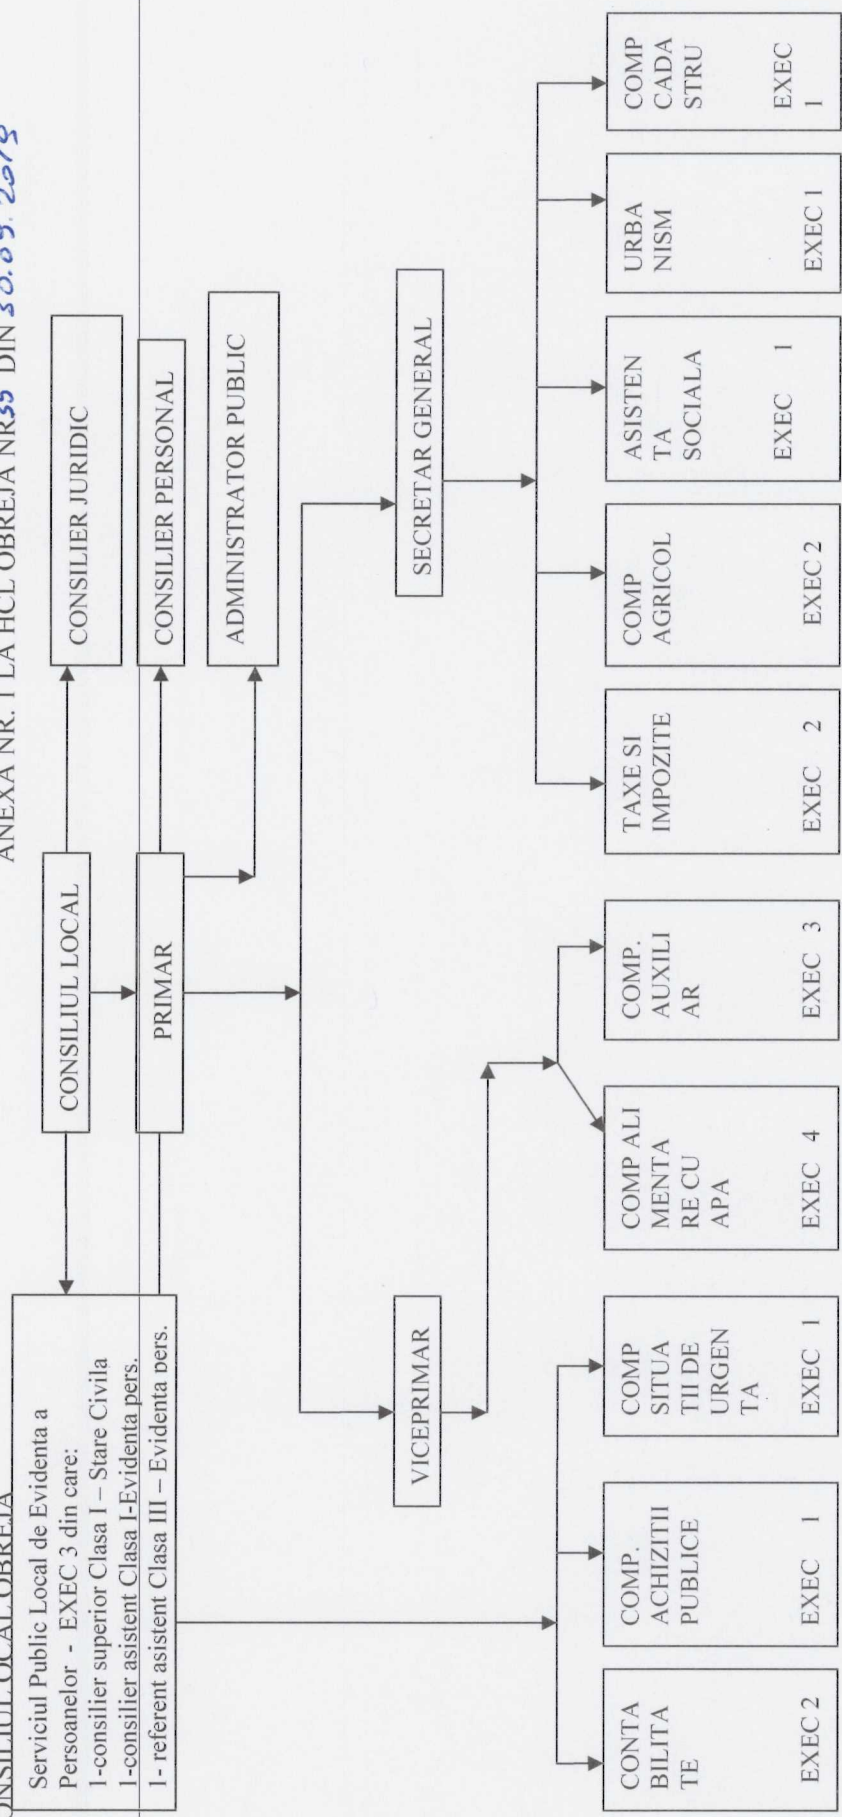 ONSILIUL LOCAL OBREJA
ANEXA NR. 1 LA HCL OBREJA NR 35 DIN 30.09.2019
Serviciul Public Local de Evidenta a
Persoanelor - EXEC 3 din care:
1-consilier superior Clasa I – Stare Civila
1-consilier asistent Clasa I-Evidenta pers.
1- referent asistent Clasa III – Evidenta pers.
CONSILIUL LOCAL
CONSILIER JURIDIC
PRIMAR
CONSILIER PERSONAL
ADMINISTRATOR PUBLIC
VICEPRIMAR
SECRETAR GENERAL
CONTA
BILITA
TE
EXEC 2
COMP.
ACHIZITII
PUBLICE
EXEC 1
COMP
SITUA
TII DE
URGEN
TA
EXEC 1
COMP ALI
MENTA
RE CU
APA
EXEC 4
COMP.
AUXILI
AR
EXEC 3
TAXE SI
IMPOZITE
EXEC 2
COMP
AGRICOL
EXEC 2
ASISTEN
TA
SOCIALA
EXEC 1
URBA
NISM
EXEC 1
COMP
CADA
STRU
EXEC
1